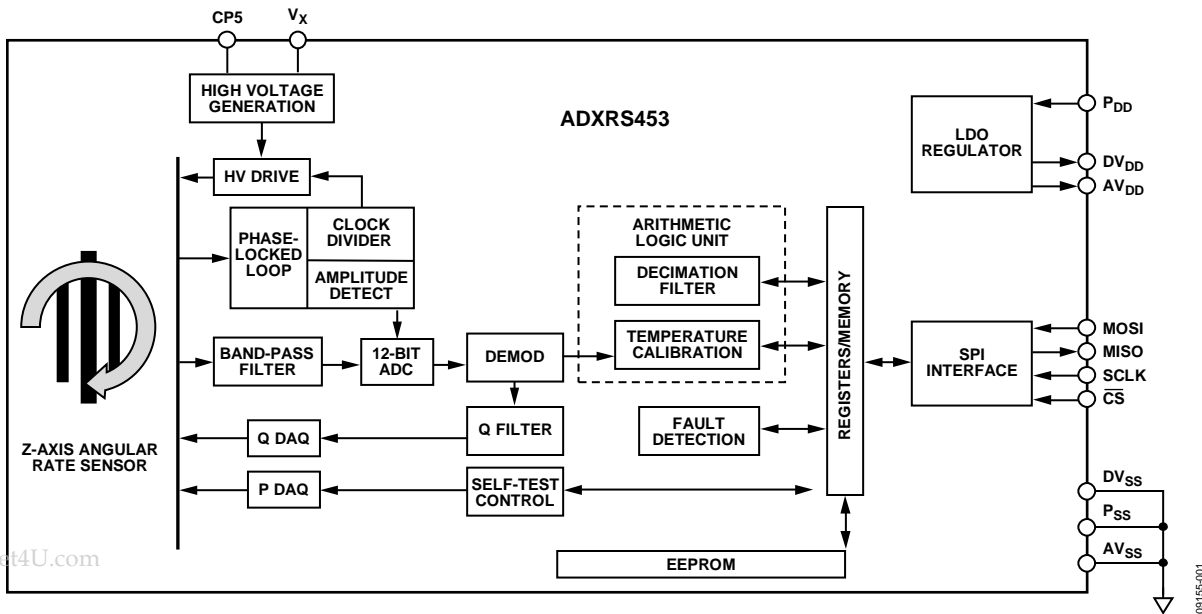 CP5
VX
HIGH VOLTAGE
GENERATION
ADXRS453
LDO
REGULATOR
PDD
DVDD
AVDD
HV DRIVE
PHASE-
LOCKED
LOOP
CLOCK
DIVIDER
AMPLITUDE
DETECT
ARITHMETIC
LOGIC UNIT
DECIMATION
FILTER
TEMPERATURE
CALIBRATION
BAND-PASS
FILTER
12-BIT
ADC
DEMOD
REGISTERS/MEMORY
SPI
INTERFACE
MOSI
MISO
SCLK
CS
Z-AXIS ANGULAR
RATE SENSOR
Q DAQ
Q FILTER
FAULT
DETECTION
P DAQ
SELF-TEST
CONTROL
DVSS
PSS
AVSS
EEPROM
et4U.com
09155-001